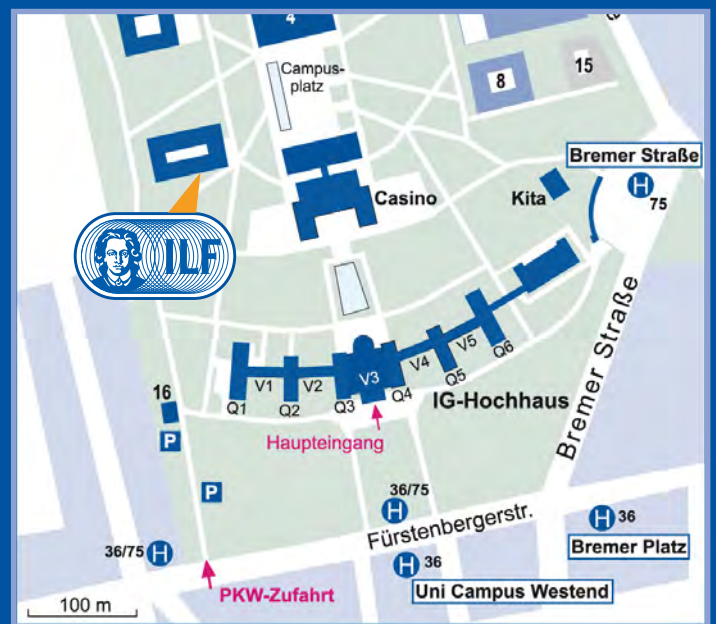 4
Campus-
platz
8
15
Bremer Straße
H
75
Casino
Kita
ILF
Bremer Straße
V1
V2
V3
V4
V5
Q1
Q2
Q3
Q4
Q5
Q6
IG-Hochhaus
16
P
Haupteingang
P
36/75
H
Fürstenbergerstr.
H 36
Bremer Platz
36/75 H
H 36
Uni Campus Westend
PKW-Zufahrt
100 m